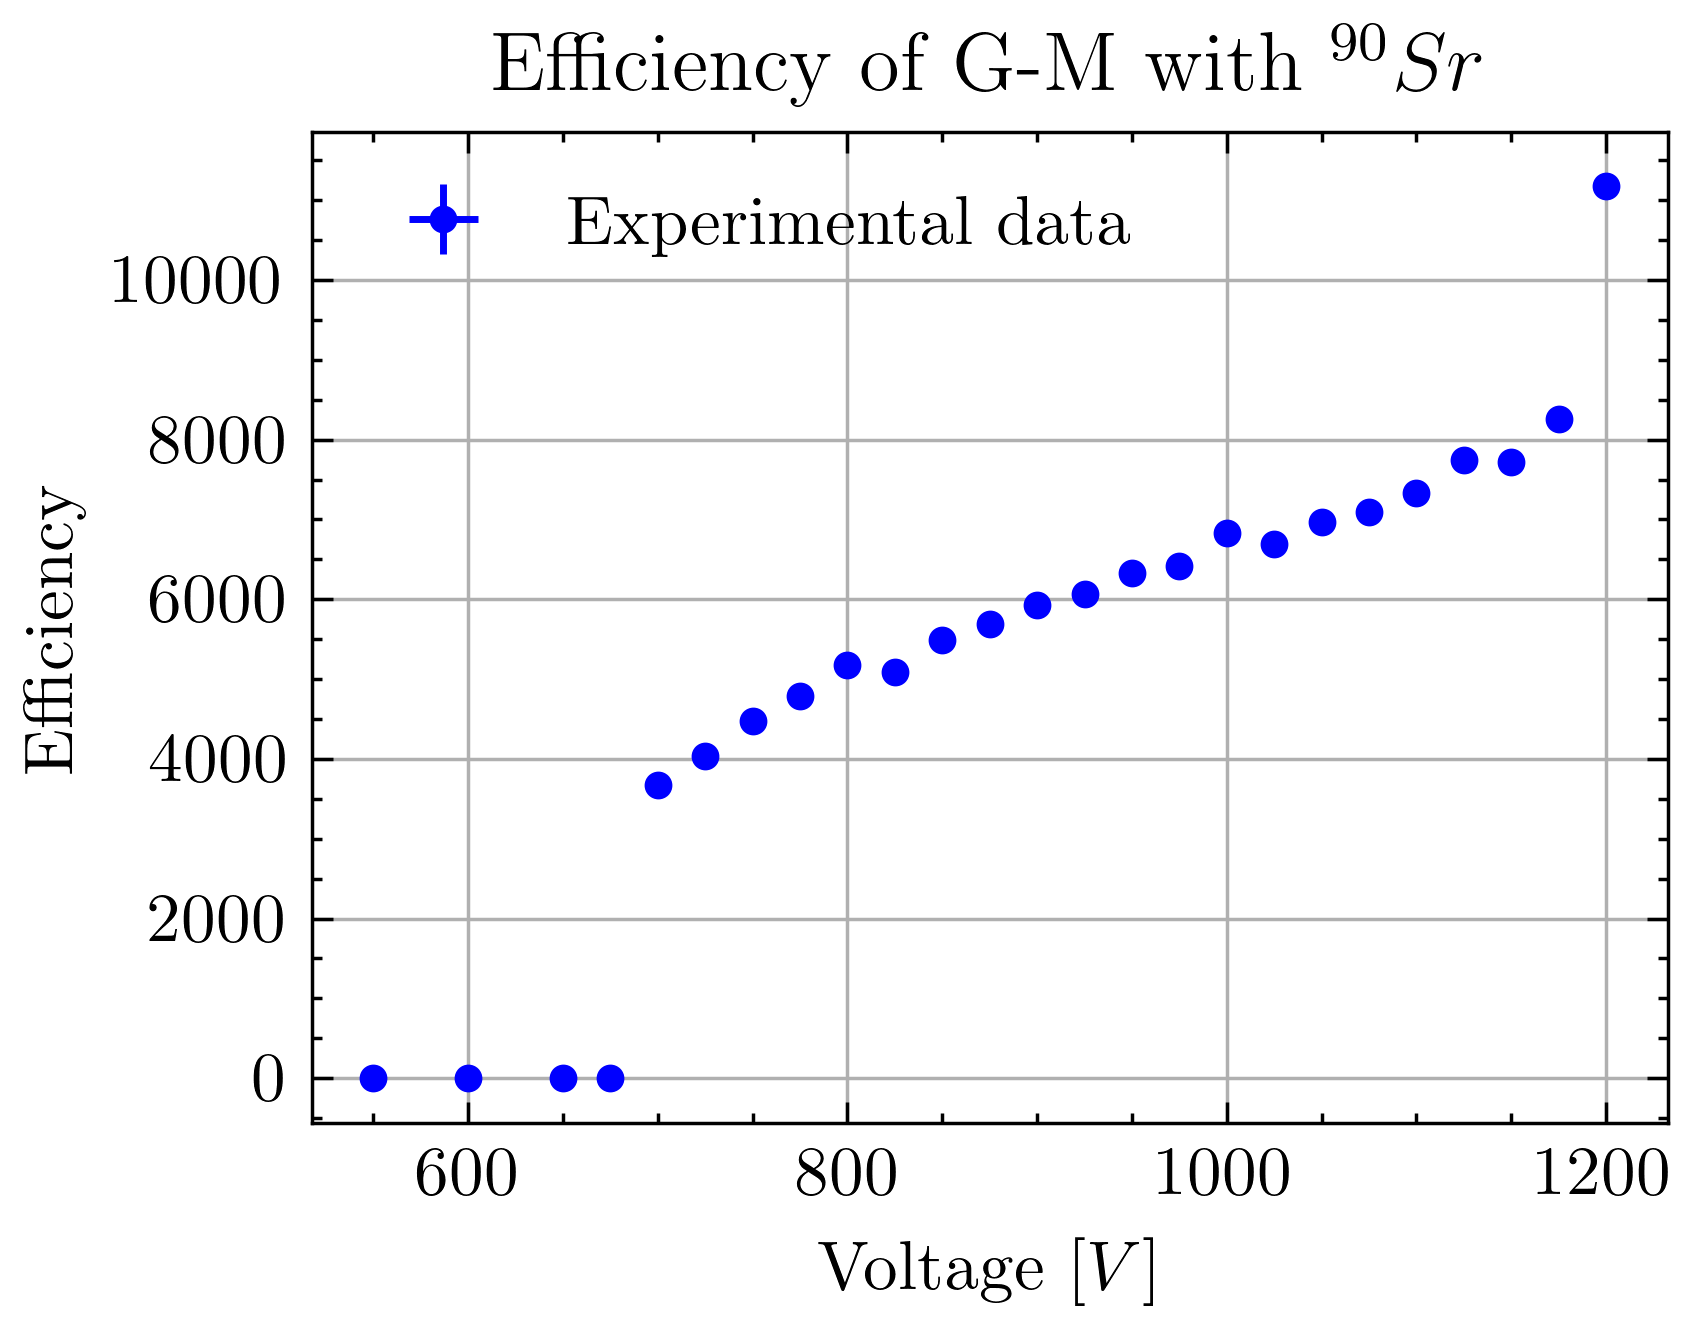 Efficiency of G-M with ⁹⁰Sr
Experimental data
10000
8000
6000
4000
2000
0
Efficiency
600 800 1000 1200
Voltage [V]